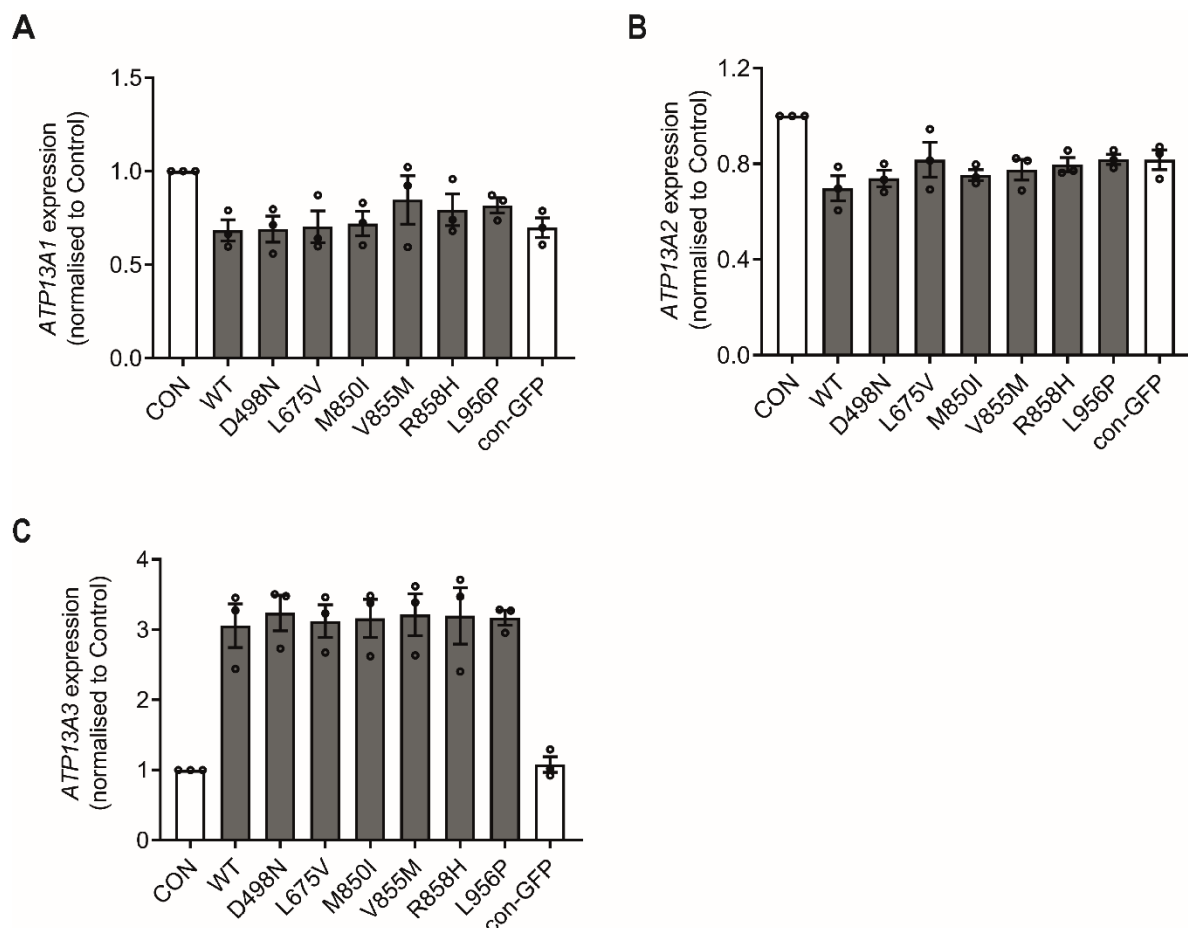 A
ATP13A1 expression
(normalised to Control)
1.5
1.0
0.5
0.0
CON
WT
D498N
L675V
M850I
V855M
R858H
L956P
con-GFP
B
ATP13A2 expression
(normalised to Control)
1.2
0.8
0.4
0.0
CON
WT
D498N
L675V
M850I
V855M
R858H
L956P
con-GFP
C
ATP13A3 expression
(normalised to Control)
4
3
2
1
0
CON
WT
D498N
L675V
M850I
V855M
R858H
L956P
con-GFP